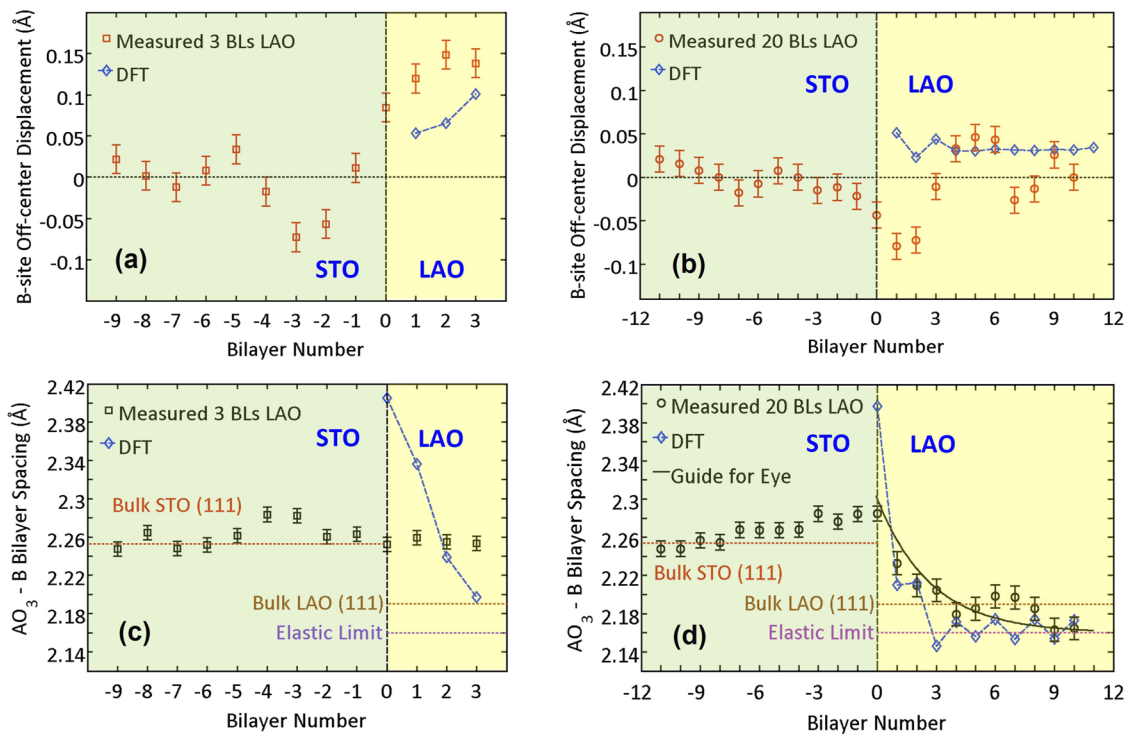 B-site Off-center Displacement (Å)
0.15
0.1
0.05
0
0.05
-0.1
Measured 3 BLs LAO
DFT
(a)
STO
LAO
-9 -8 -7 -6 -5 -4 -3 -2 -1 0 1 2 3
Bilayer Number
B-site Off-center Displacement (Å)
0.15
0.1
0.05
0
-0.05
-0.1
Measured 20 BLs LAO
DFT
STO
LAO
(b)
-12 -9 -6 -3 0 3 6 9 12
Bilayer Number
AO3 - B Bilayer Spacing (Å)
2.42
2.38
2.34
2.3
2.26
2.22
2.18
2.14
Measured 3 BLs LAO
DFT
STO
LAO
Bulk STO (111)
Bulk LAO (111)
Elastic Limit
(c)
-9 -8 -7 -6 -5 -4 -3 -2 -1 0 1 2 3
Bilayer Number
AO3 - B Bilayer Spacing (Å)
2.42
2.38
2.34
2.3
2.26
2.22
2.18
2.14
Measured 20 BLs LAO
DFT
Guide for Eye
STO
LAO
Bulk STO (111)
Bulk LAO (111)
Elastic Limit
(d)
-12 -9 -6 -3 0 3 6 9 12
Bilayer Number